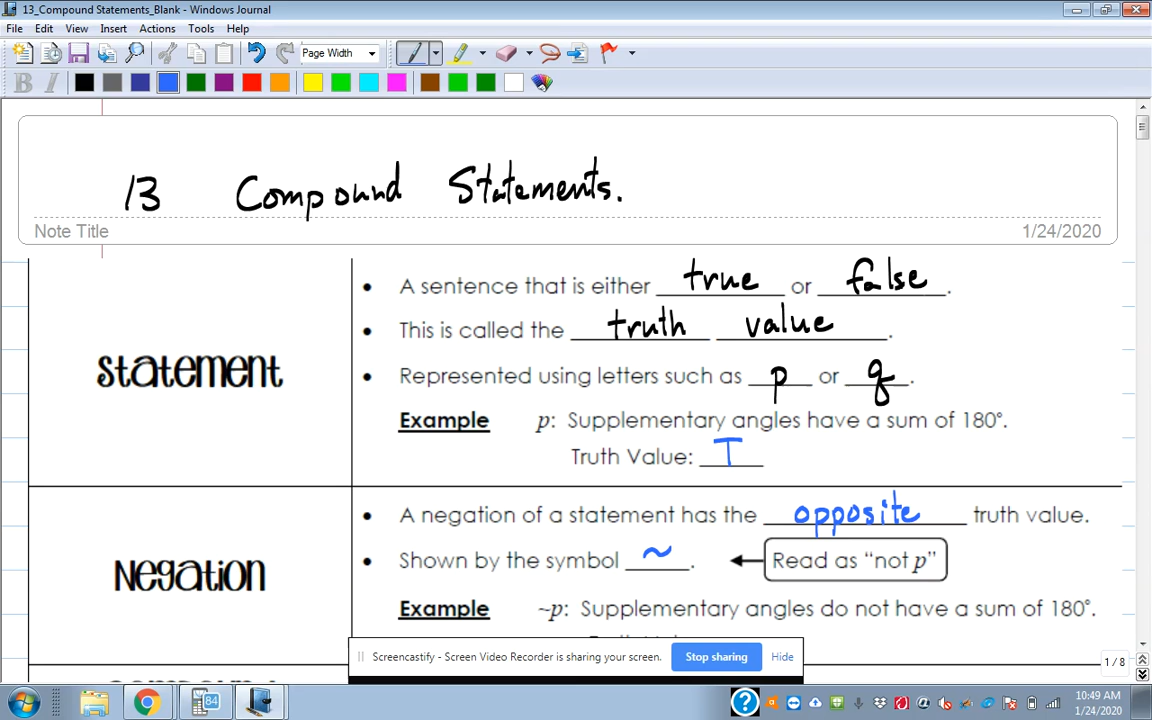 13_Compound Statements_Blank - Windows Journal
File Edit View Insert Actions Tools Help
Page Width
B I
13 Compound Statements.
Note Title 1/24/2020
Statement
• A sentence that is either true or false.
• This is called the truth value.
• Represented using letters such as p or q.
Example p: Supplementary angles have a sum of 180°.
Truth Value: T
Negation
• A negation of a statement has the opposite truth value.
• Shown by the symbol ~. Read as “not p”
Example ~p: Supplementary angles do not have a sum of 180°.
Screencastify - Screen Video Recorder is sharing your screen. Stop sharing Hide
1 / 8
84
10:49 AM
1/24/2020